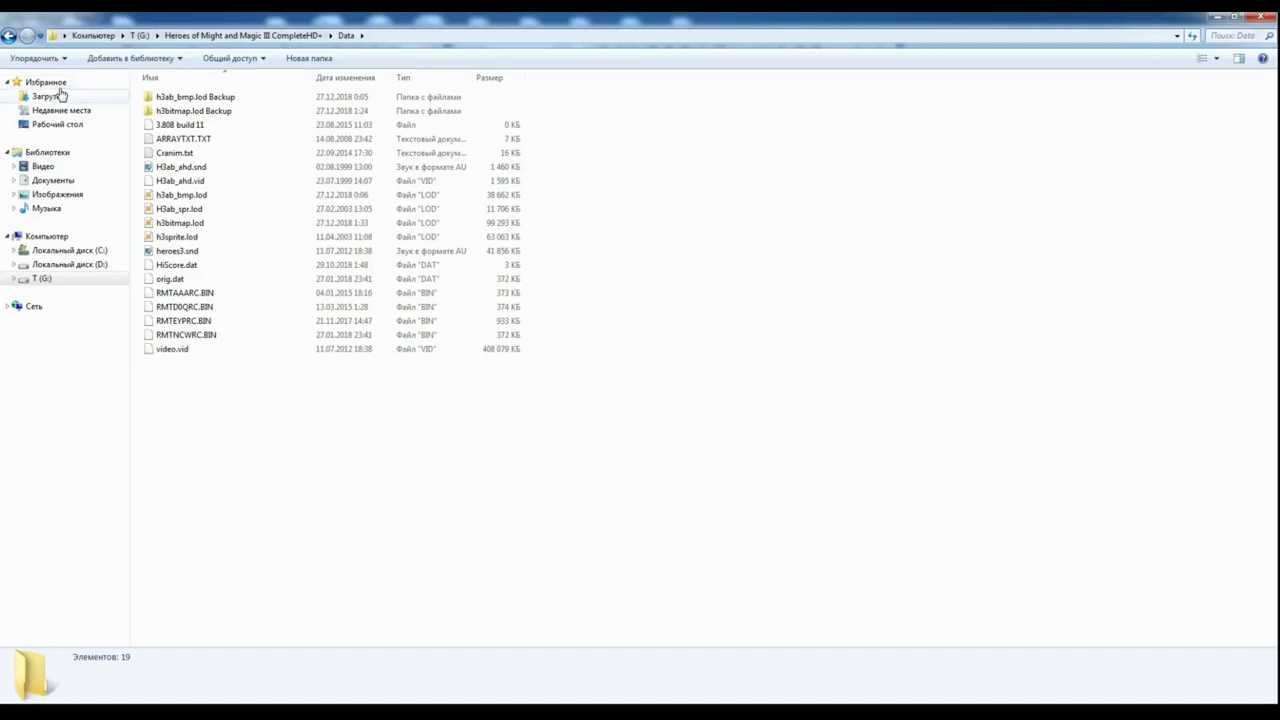 Компьютер T (G:) Heroes of Might and Magic III CompleteHD+ Data Поиск: Data
Упорядочить Добавить в библиотеку Общий доступ Новая папка
Избранное
Недавние места
Рабочий стол
Библиотеки
Видео
Документы
Изображения
Музыка
Компьютер
Локальный диск (C:)
Локальный диск (D:)
T (G:)
Сеть
Имя Дата изменения Тип Размер
h3ab_bmp.lod Backup 27.12.2018 0:05 Папка с файлами
h3bitmap.lod Backup 27.12.2018 1:24 Папка с файлами
3.808 build 11 23.08.2015 11:03 Файл 0 КБ
ARRAYTXT.TXT 14.08.2008 23:42 Текстовый докум... 7 КБ
Cranim.txt 22.09.2014 17:30 Текстовый докум... 16 КБ
H3ab_ahd.snd 02.08.1999 13:00 Звук в формате AU 1 460 КБ
H3ab_ahd.vid 23.07.1999 14:07 Файл "VID" 1 595 КБ
h3ab_bmp.lod 27.12.2018 0:06 Файл "LOD" 38 662 КБ
H3ab_spr.lod 27.02.2003 13:05 Файл "LOD" 11 706 КБ
h3bitmap.lod 27.12.2018 1:33 Файл "LOD" 99 293 КБ
h3sprite.lod 11.04.2003 11:08 Файл "LOD" 63 063 КБ
heroes3.snd 11.07.2012 18:38 Звук в формате AU 41 856 КБ
HiScore.dat 29.10.2018 1:48 Файл "DAT" 3 КБ
orig.dat 27.01.2018 23:41 Файл "DAT" 372 КБ
RMTAAARC.BIN 04.01.2015 18:16 Файл "BIN" 373 КБ
RMTD0QRC.BIN 13.03.2015 1:28 Файл "BIN" 374 КБ
RMTEYPRC.BIN 21.11.2017 14:47 Файл "BIN" 933 КБ
RMTNCWRC.BIN 27.01.2018 23:41 Файл "BIN" 372 КБ
video.vid 11.07.2012 18:38 Файл "VID" 408 079 КБ
Элементов: 19